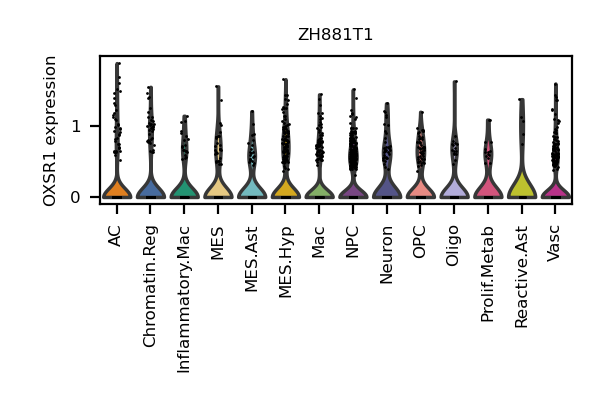 ZH881T1
OXSR1 expression
1
0
AC
Chromatin.Reg
Inflammatory.Mac
MES
MES.Ast
MES.Hyp
Mac
NPC
Neuron
OPC
Oligo
Prolif.Metab
Reactive.Ast
Vasc